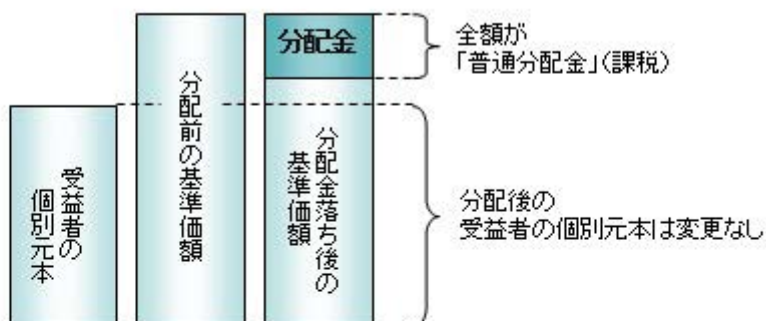 受益者の
個別元本
分配前の基準価額
分配金
分配金落ち後の
基準価額
全額が
「普通分配金」(課税)
分配後の
受益者の個別元本は変更なし